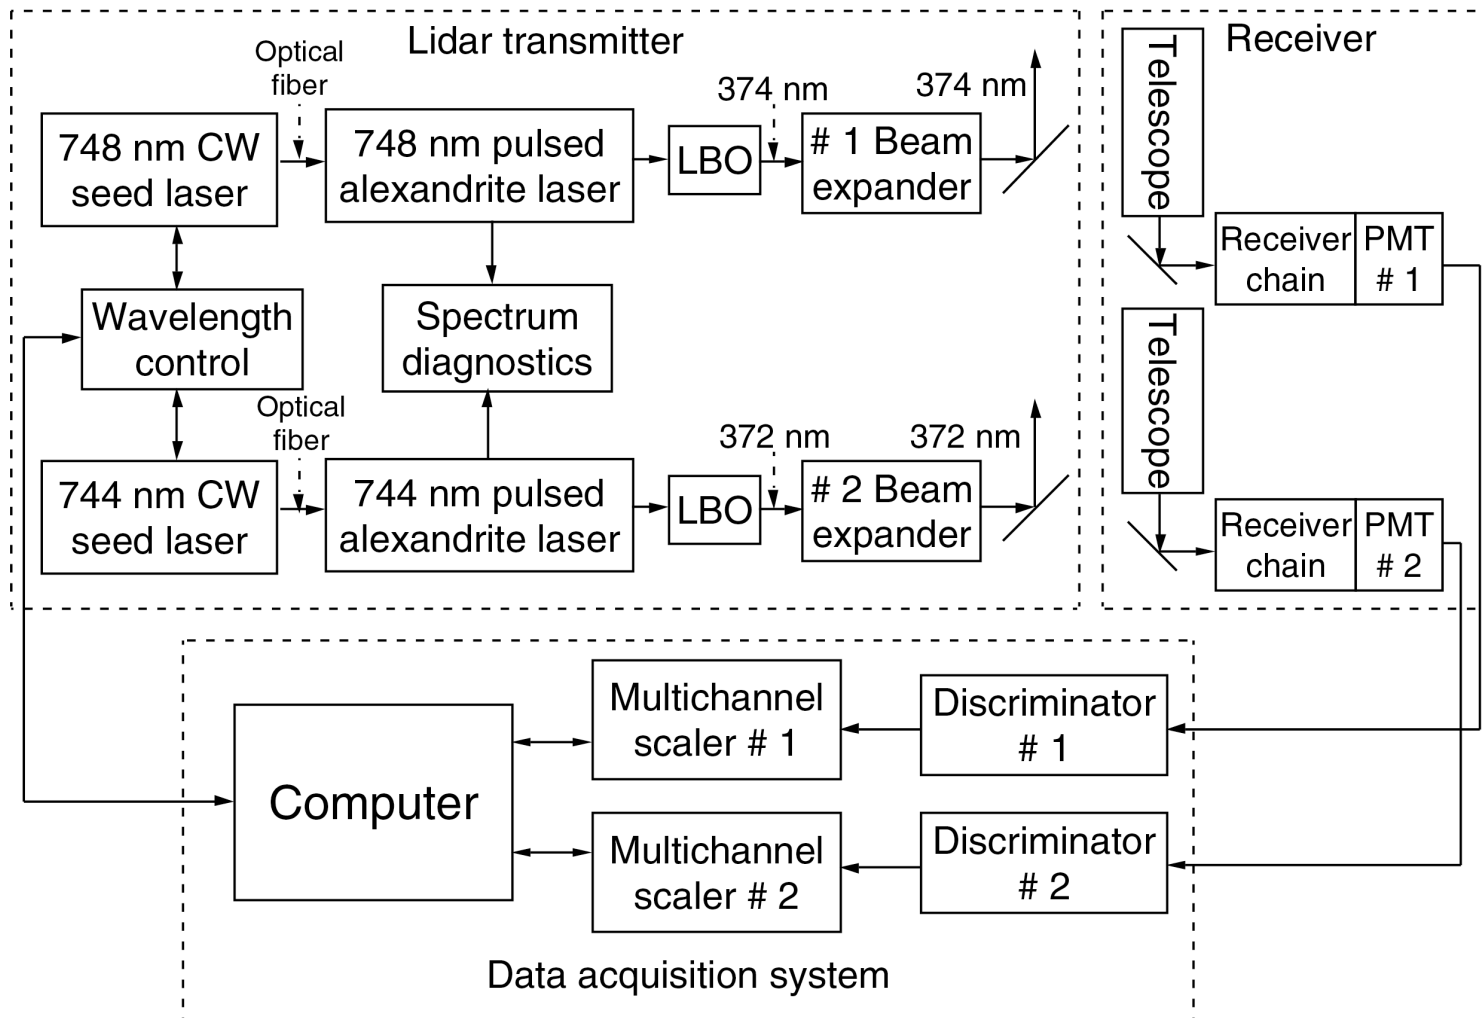 Lidar transmitter
Optical
fiber
374 nm
374 nm
748 nm CW
seed laser
748 nm pulsed
alexandrite laser
LBO
# 1 Beam
expander
Wavelength
control
Spectrum
diagnostics
Optical
fiber
372 nm
372 nm
744 nm CW
seed laser
744 nm pulsed
alexandrite laser
LBO
# 2 Beam
expander
Receiver
Telescope
Receiver
chain
PMT
# 1
Telescope
Receiver
chain
PMT
# 2
Computer
Multichannel
scaler # 1
Discriminator
# 1
Multichannel
scaler # 2
Discriminator
# 2
Data acquisition system